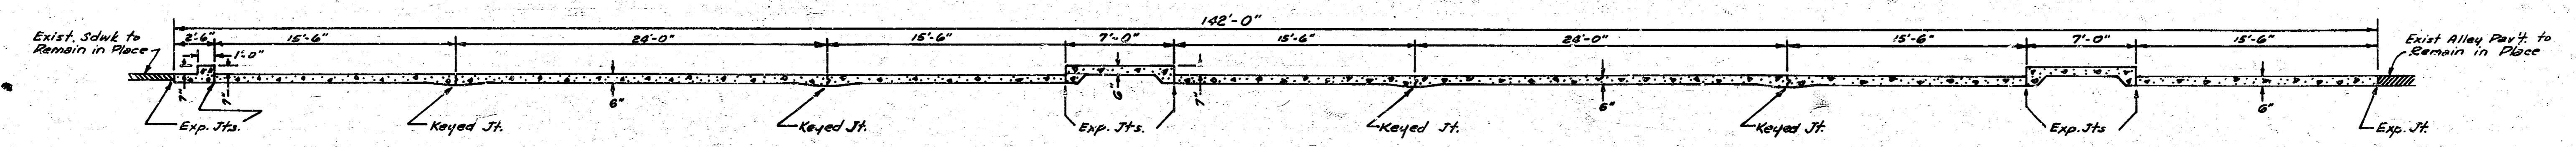 142'-0"
Exist. Sdwk to
Remain in Place
2'-6"
15'-6"
24'-0"
15'-6"
7'-0"
15'-6"
24'-0"
15'-6"
7'-0"
15'-6"
Exist Alley Pav't. to
Remain in Place
1'-0"
7"
7"
6"
6"
7"
6"
6"
Exp. Jts.
Keyed Jt.
Keyed Jt.
Exp. Jts.
Keyed Jt.
Keyed Jt.
Exp. Jts
Exp. Jt.